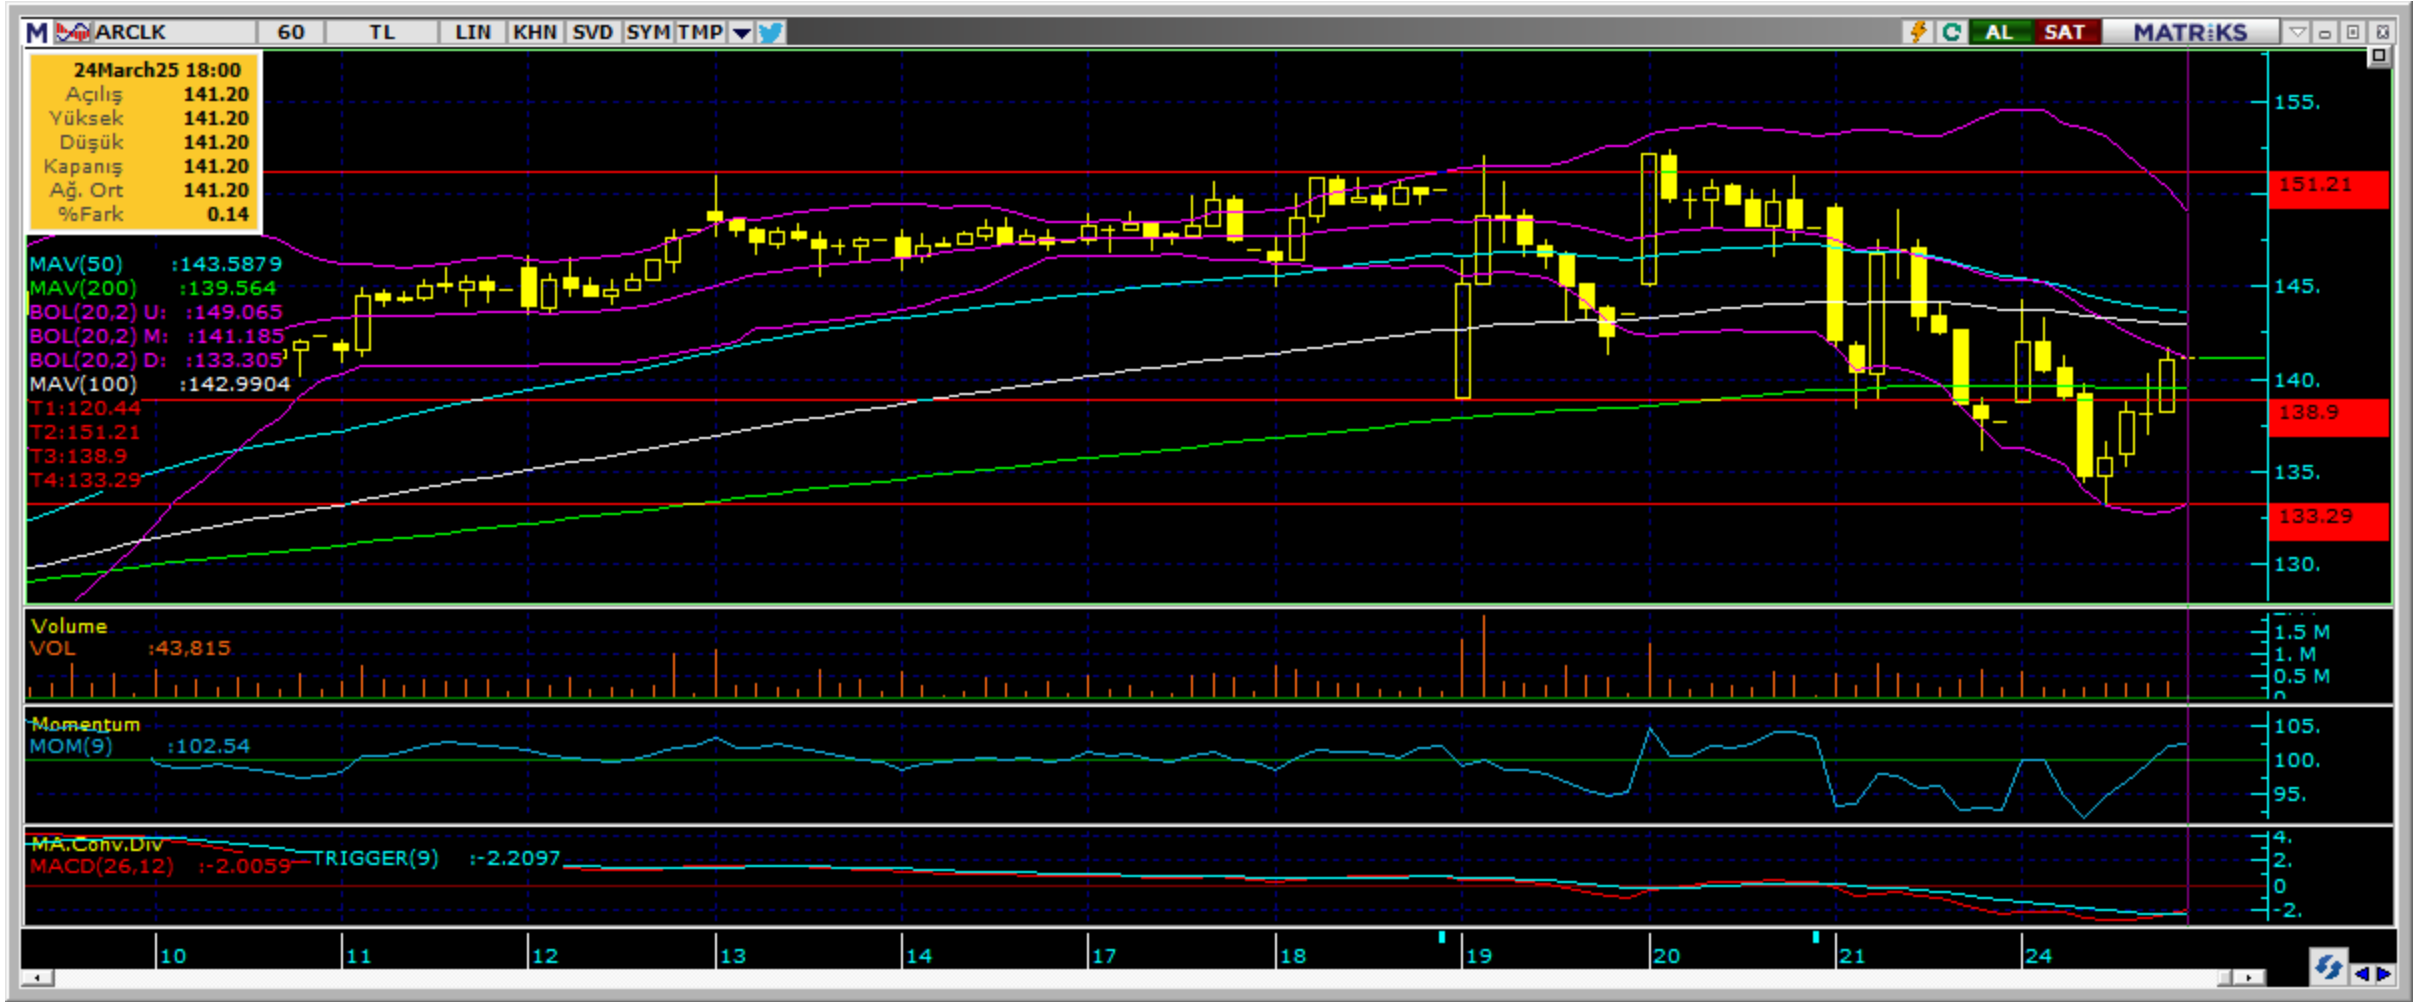 M ARCLK 60 TL LIN KHN SVD SYM TMP AL SAT MATRiKS
24March25 18:00
Açılış 141.20
Yüksek 141.20
Düşük 141.20
Kapanış 141.20
Ağ. Ort 141.20
%Fark 0.14
MAV(50) :143.5879
MAV(200) :139.564
BOL(20,2) U: :149.065
BOL(20,2) M: :141.185
BOL(20,2) D: :133.305
MAV(100) :142.9904
T1:120.44
T2:151.21
T3:138.9
T4:133.29
155.
151.21
145.
140.
138.9
135.
133.29
130.
Volume
VOL :43,815
1.5 M
1. M
0.5 M
0
Momentum
MOM(9) :102.54
105.
100.
95.
MA.Conv.Div
MACD(26,12) :-2.0059 TRIGGER(9) :-2.2097
4.
2.
0
-2.
10 11 12 13 14 17 18 19 20 21 24